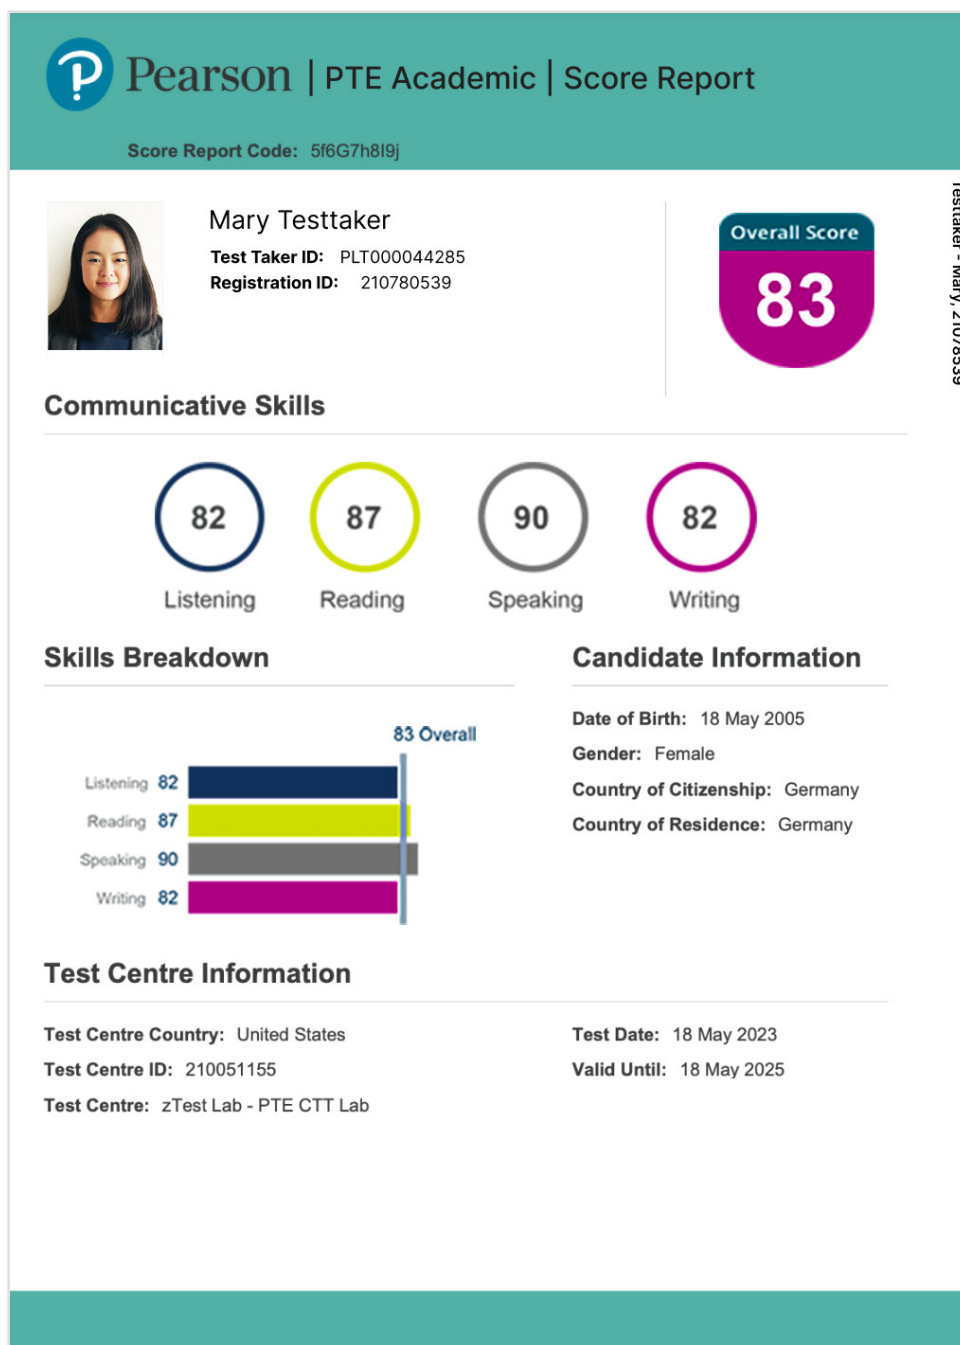 Pearson | PTE Academic | Score Report
Score Report Code: 5f6G7h8I9j
Mary Testtaker
Test Taker ID: PLT000044285
Registration ID: 210780539
Overall Score
83
Testtaker - Mary, 21078539
Communicative Skills
82 87 90 82
Listening Reading Speaking Writing
Skills Breakdown
83 Overall
Listening 82
Reading 87
Speaking 90
Writing 82
Candidate Information
Date of Birth: 18 May 2005
Gender: Female
Country of Citizenship: Germany
Country of Residence: Germany
Test Centre Information
Test Centre Country: United States
Test Centre ID: 210051155
Test Centre: zTest Lab - PTE CTT Lab
Test Date: 18 May 2023
Valid Until: 18 May 2025